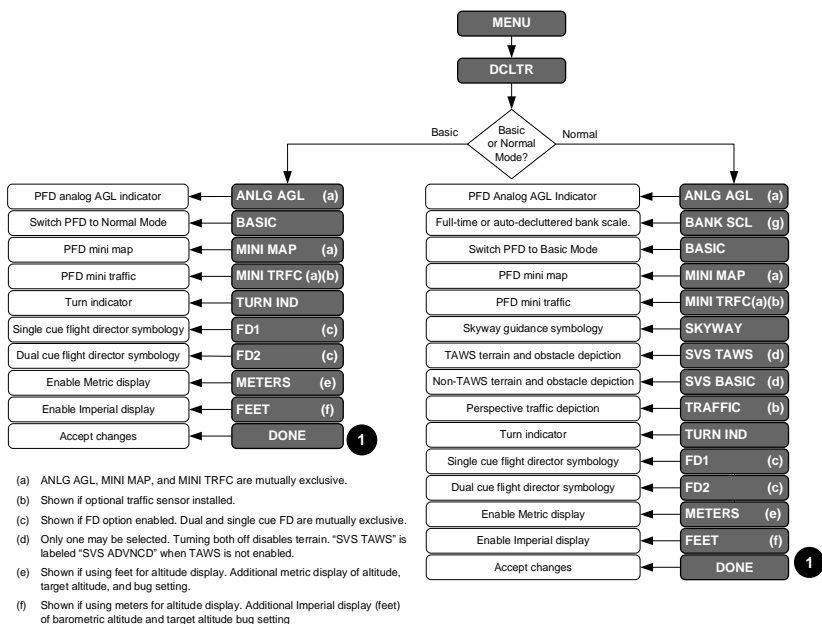 MENU
DCLTR
Basic
Basic
or Normal
Mode?
Normal
PFD analog AGL indicator
ANLG AGL (a)
Switch PFD to Normal Mode
BASIC
PFD mini map
MINI MAP (a)
PFD mini traffic
MINI TRFC (a)(b)
Turn indicator
TURN IND
Single cue flight director symbology
FD1 (c)
Dual cue flight director symbology
FD2 (c)
Enable Metric display
METERS (e)
Enable Imperial display
FEET (f)
Accept changes
DONE
1
PFD Analog AGL Indicator
ANLG AGL (a)
Full-time or auto-decluttered bank scale.
BANK SCL (g)
Switch PFD to Basic Mode
BASIC
PFD mini map
MINI MAP (a)
PFD mini traffic
MINI TRFC(a)(b)
Skyway guidance symbology
SKYWAY
TAWS terrain and obstacle depiction
SVS TAWS (d)
Non-TAWS terrain and obstacle depiction
SVS BASIC (d)
Perspective traffic depiction
TRAFFIC (b)
Turn indicator
TURN IND
Single cue flight director symbology
FD1 (c)
Dual cue flight director symbology
FD2 (c)
Enable Metric display
METERS (e)
Enable Imperial display
FEET (f)
Accept changes
DONE
1
(a) ANLG AGL, MINI MAP, and MINI TRFC are mutually exclusive.
(b) Shown if optional traffic sensor installed.
(c) Shown if FD option enabled. Dual and single cue FD are mutually exclusive.
(d) Only one may be selected. Turning both off disables terrain. “SVS TAWS” is
labeled “SVS ADVNCD” when TAWS is not enabled.
(e) Shown if using feet for altitude display. Additional metric display of altitude,
target altitude, and bug setting.
(f) Shown if using meters for altitude display. Additional Imperial display (feet)
of barometric altitude and target altitude bug setting